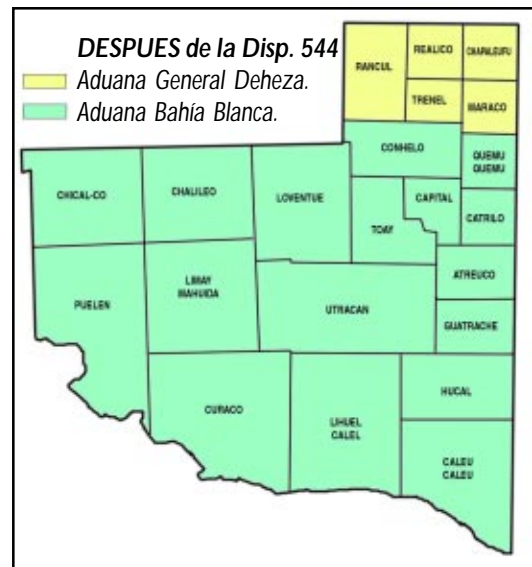 DESPUES de la Disp. 544
Aduana General Deheza.
Aduana Bahía Blanca.
RANCUL
REALICO
CHAPALEUFU
TRENEL
MARACO
CONHELO
QUEMU
QUEMU
CHICAL-CO
CHALILEO
LOVENTUE
TOAY
CAPITAL
CATRILO
PUELEN
LIMAY
MAHUIDA
UTRACAN
ATREUCO
GUATRACHE
CURACO
LIHUEL
CALEL
HUCAL
CALEU
CALEU